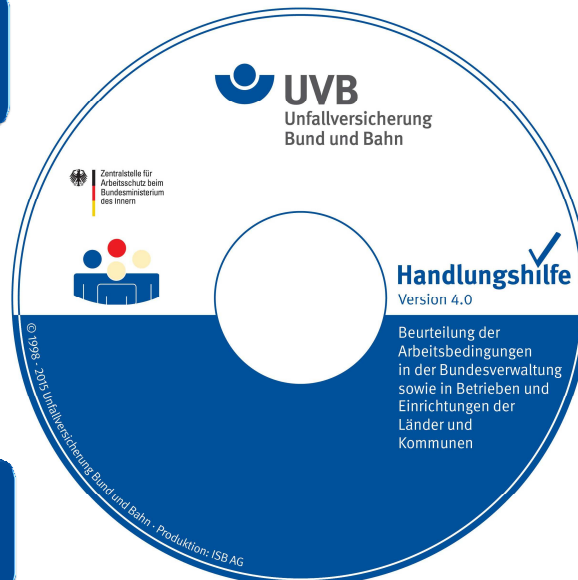 UVB
Unfallversicherung
Bund und Bahn
Zentralstelle für
Arbeitsschutz beim
Bundesministerium
des Innern
Handlungshilfe
Version 4.0
Beurteilung der
Arbeitsbedingungen
in der Bundesverwaltung
sowie in Betrieben und
Einrichtungen der
Länder und
Kommunen
© 1998 - 2015 Unfallversicherung Bund und Bahn · Produktion: ISB AG